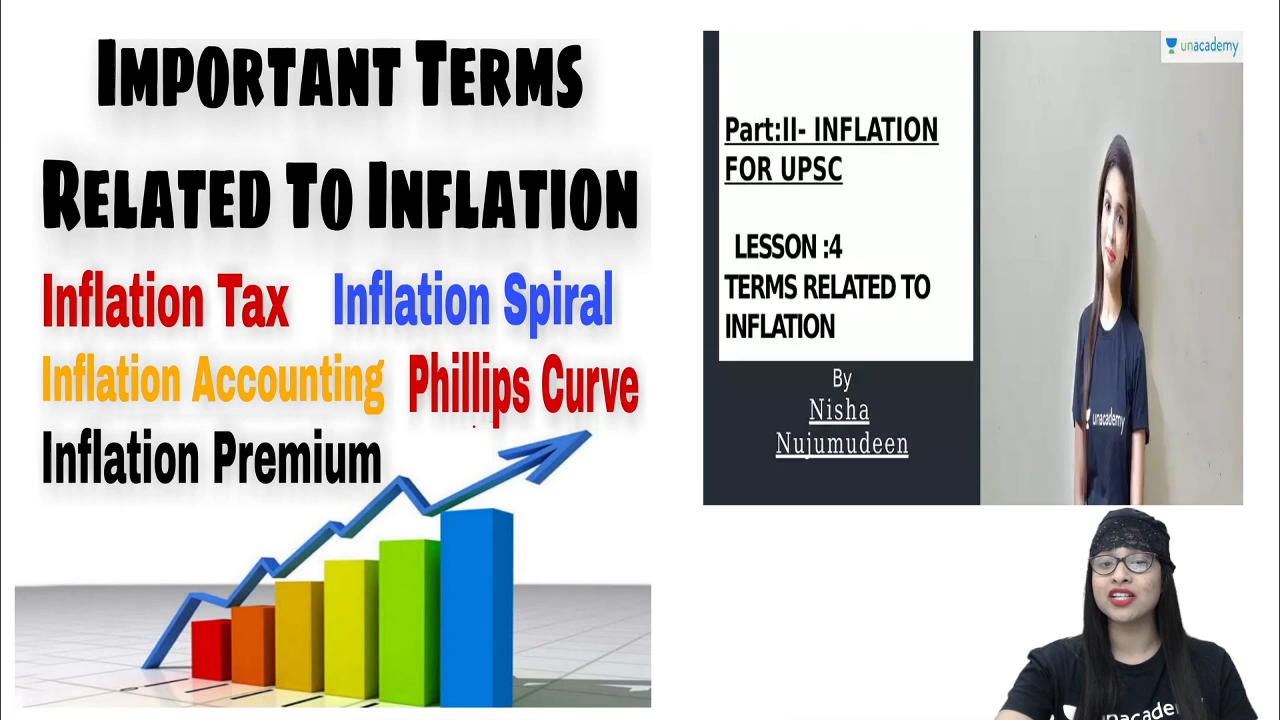 IMPORTANT TERMS
RELATED TO INFLATION
Inflation Tax Inflation Spiral
Inflation Accounting Phillips Curve
Inflation Premium
unacademy
Part:II- INFLATION
FOR UPSC
LESSON :4
TERMS RELATED TO
INFLATION
By
Nisha
Nujumudeen
unacademy
unacade